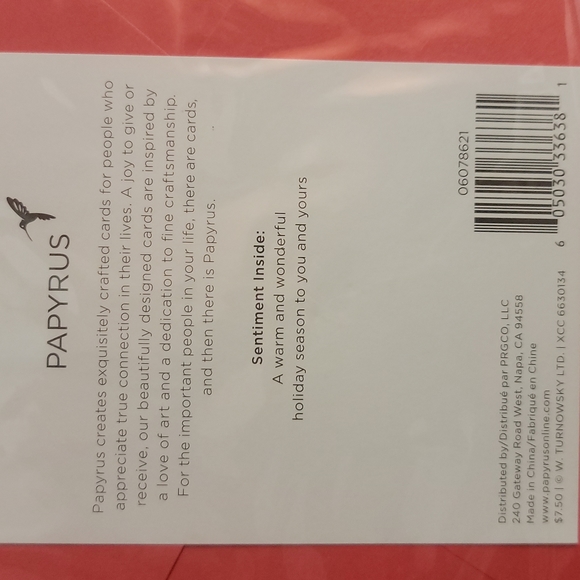 PAPYRUS
Papyrus creates exquisitely crafted cards for people who
appreciate true connection in their lives. A joy to give or
receive, our beautifully designed cards are inspired by
a love of art and a dedication to fine craftsmanship.
For the important people in your life, there are cards,
and then there is Papyrus.
Sentiment Inside:
A warm and wonderful
holiday season to you and yours
06078621
6 05030 33638 1
Distributed by/Distribué par PRGCO, LLC
240 Gateway Road West, Napa, CA 94558
Made in China/Fabriqué en Chine
www.papyrusonline.com
$7.50 | © W. TURNOWSKY LTD. | XCC 6630134